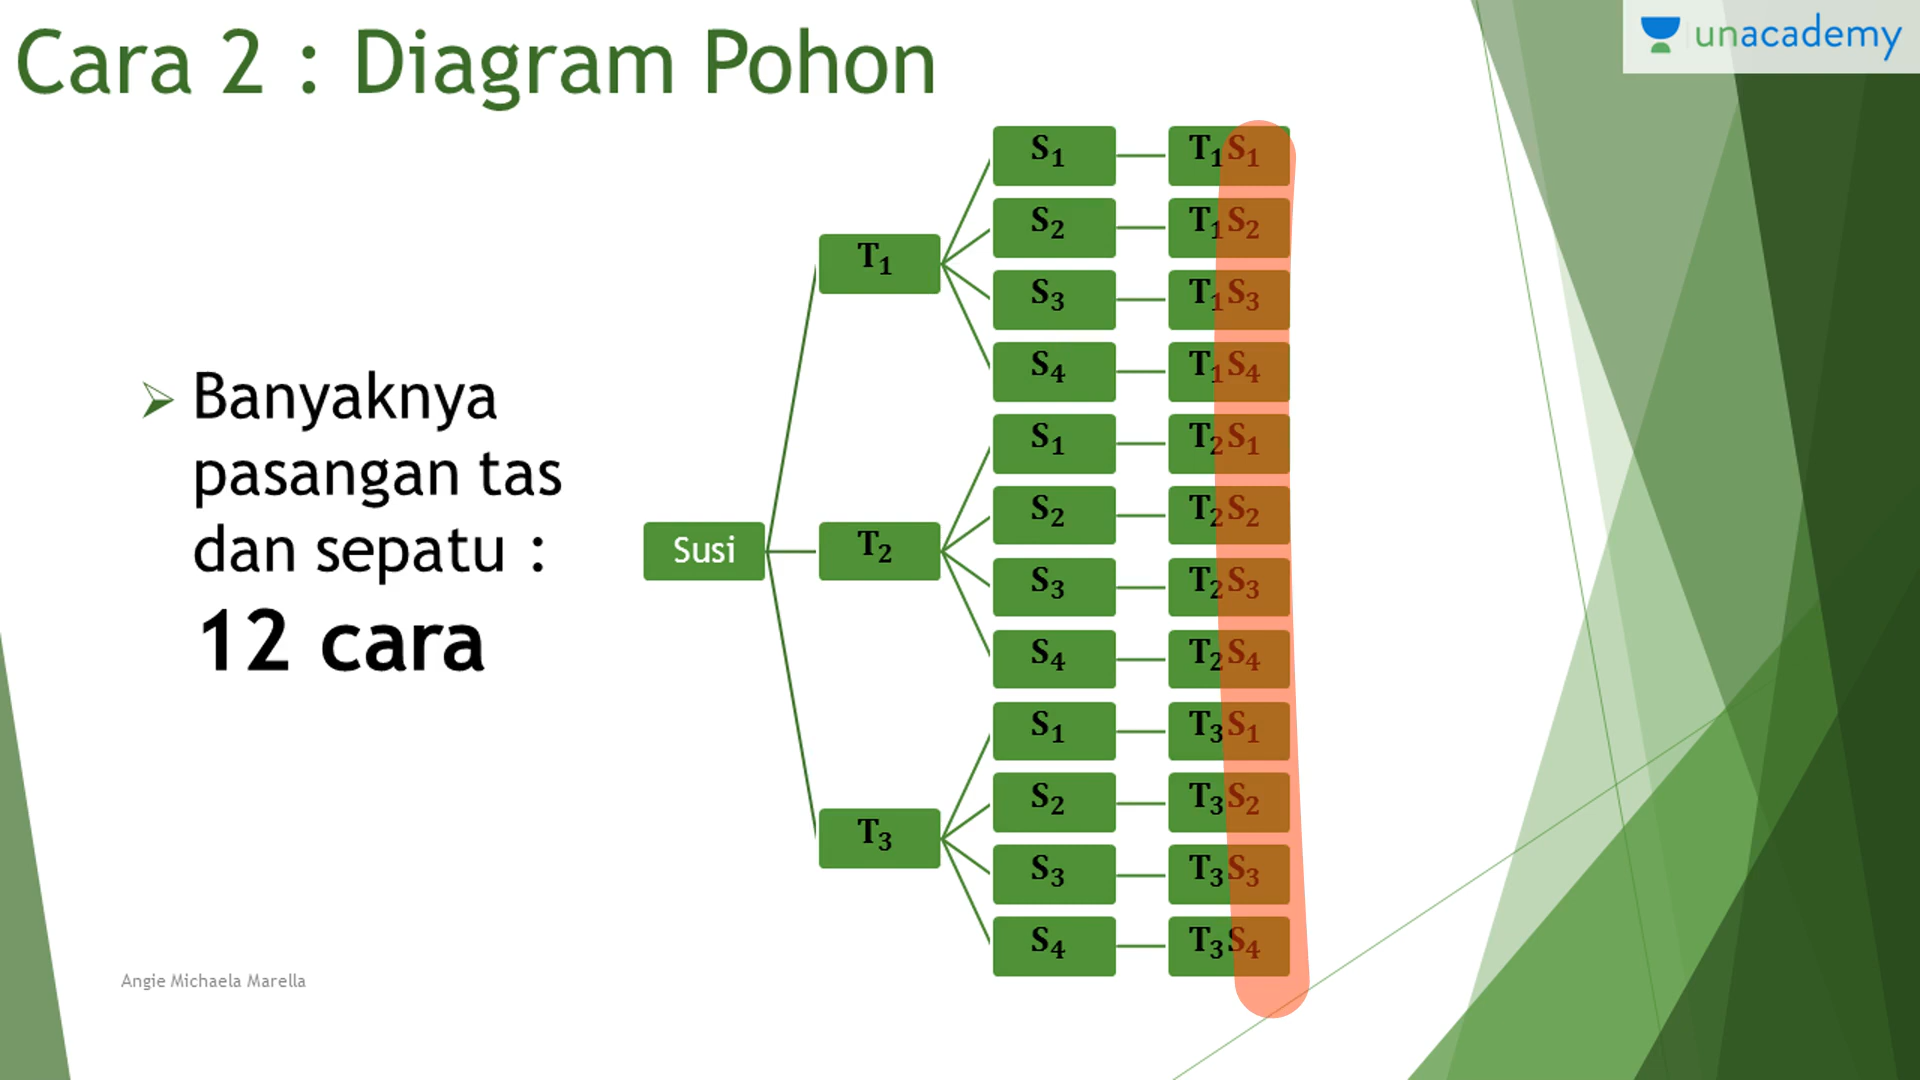 Cara 2 : Diagram Pohon
unacademy
Banyaknya
pasangan tas
dan sepatu :
12 cara
Susi
T₁
S₁
T₁S₁
S₂
T₁S₂
S₃
T₁S₃
S₄
T₁S₄
T₂
S₁
T₂S₁
S₂
T₂S₂
S₃
T₂S₃
S₄
T₂S₄
T₃
S₁
T₃S₁
S₂
T₃S₂
S₃
T₃S₃
S₄
T₃S₄
Angie Michaela Marella